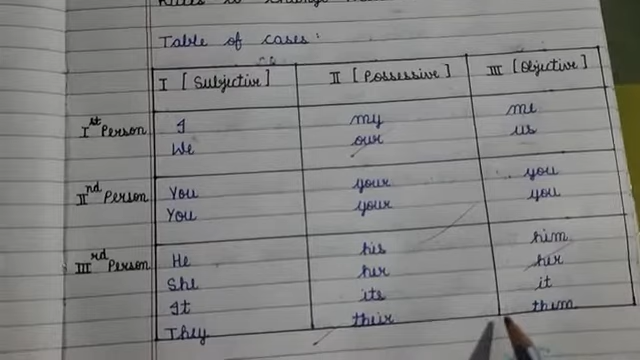 Table of cases:
I [Subjective] II [Possessive] III [Objective]
Ist Person I my me
We our us
IInd Person You your you
You your you
IIIrd Person He his him
She her her
It its it
They their them